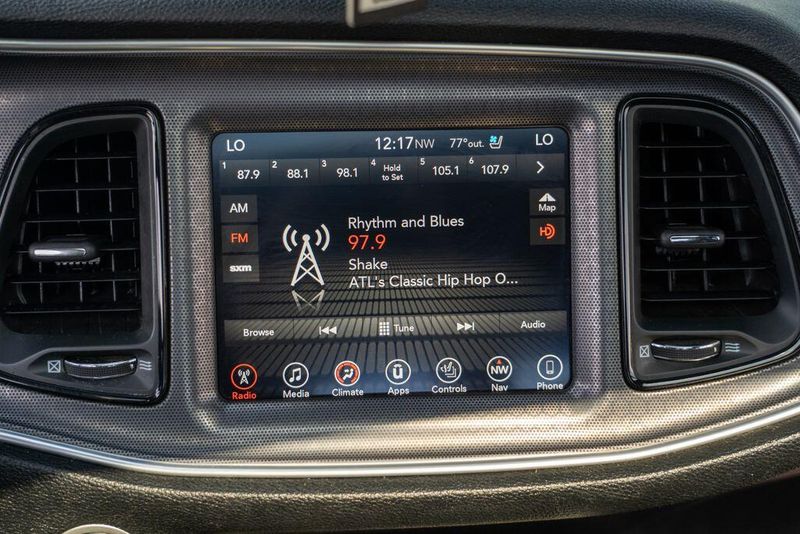 LO 12:17NW 77°out. LO
1 87.9 2 88.1 3 98.1 4 Hold to Set 5 105.1 6 107.9
AM
FM
sxm
Map
HD
Rhythm and Blues
97.9
Shake
ATL's Classic Hip Hop O...
Browse Tune Audio
NW
Radio Media Climate Apps Controls Nav Phone